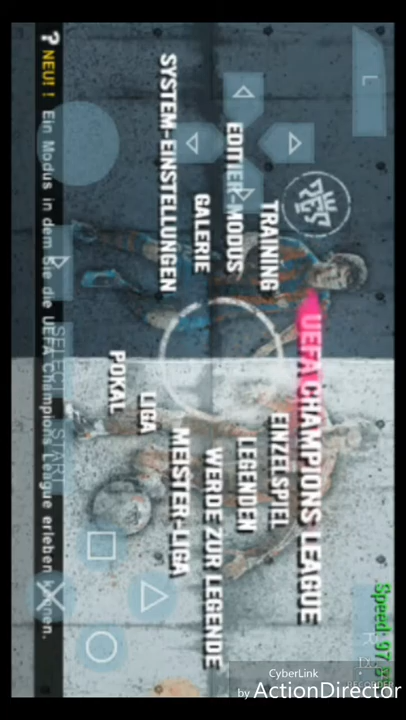 L
Speed: 97.
UEFA CHAMPIONS LEAGUE
TRAINING
EINZELSPIEL
EDITIER-MODUS
LEGENDEN
GALERIE
WERDE ZUR LEGENDE
SYSTEM-EINSTELLUNGEN
MEISTER-LIGA
LIGA
POKAL
SELECT
START
? NEU! ! Ein Modus in dem Sie die UEFA Champions League erleben können.
RECORDER
CyberLink
by ActionDirector